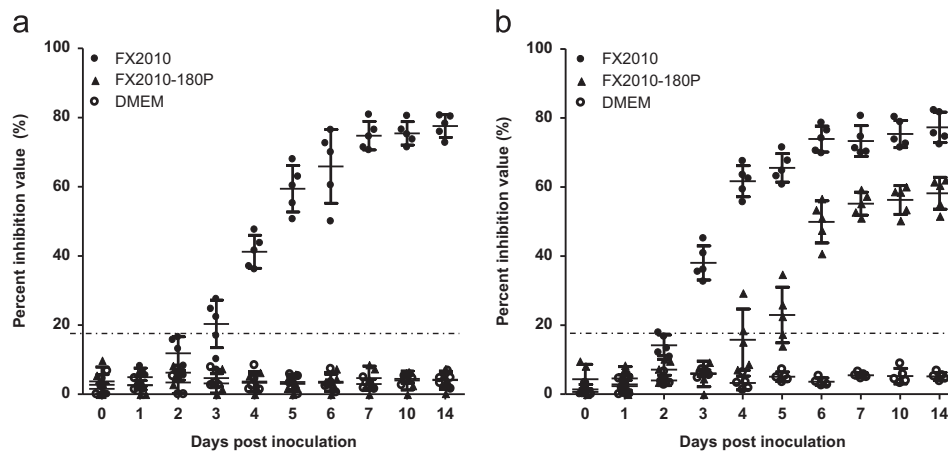 a
100
80
60
40
20
0
Percent inhibition value (%)
FX2010
FX2010-180P
DMEM
0 1 2 3 4 5 6 7 10 14
Days post inoculation
b
100
80
60
40
20
0
Percent inhibition value (%)
FX2010
FX2010-180P
DMEM
0 1 2 3 4 5 6 7 10 14
Days post inoculation